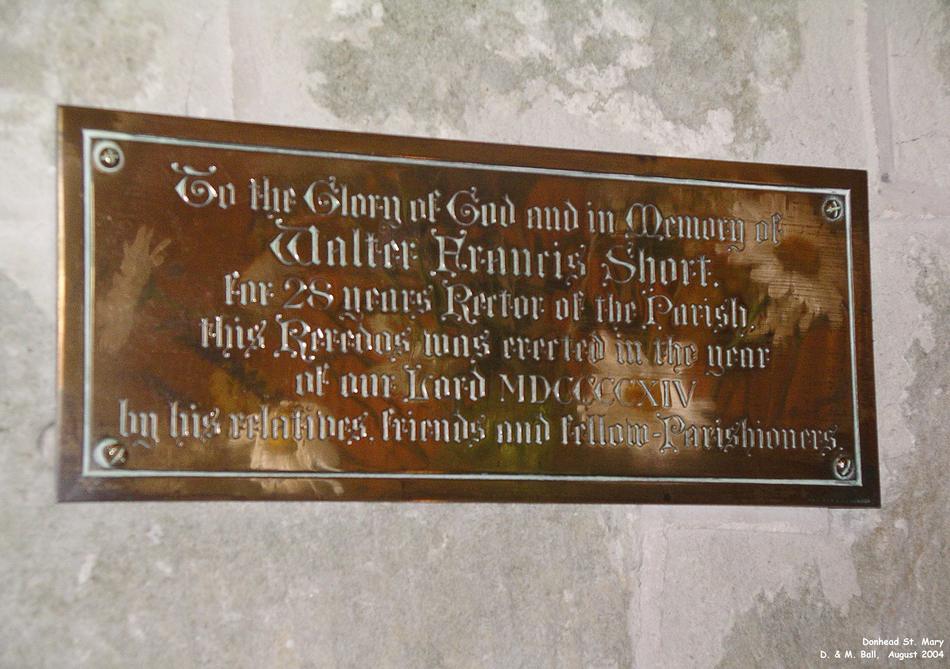 To the Glory of God and in Memory of
Walter Francis Short.
for 28 years Rector of the Parish,
this Reredos was erected in the year
of our Lord MDCCCCXIV
by his relatives, friends and fellow-Parishioners.
Donhead St. Mary
D. & M. Ball, August 2004